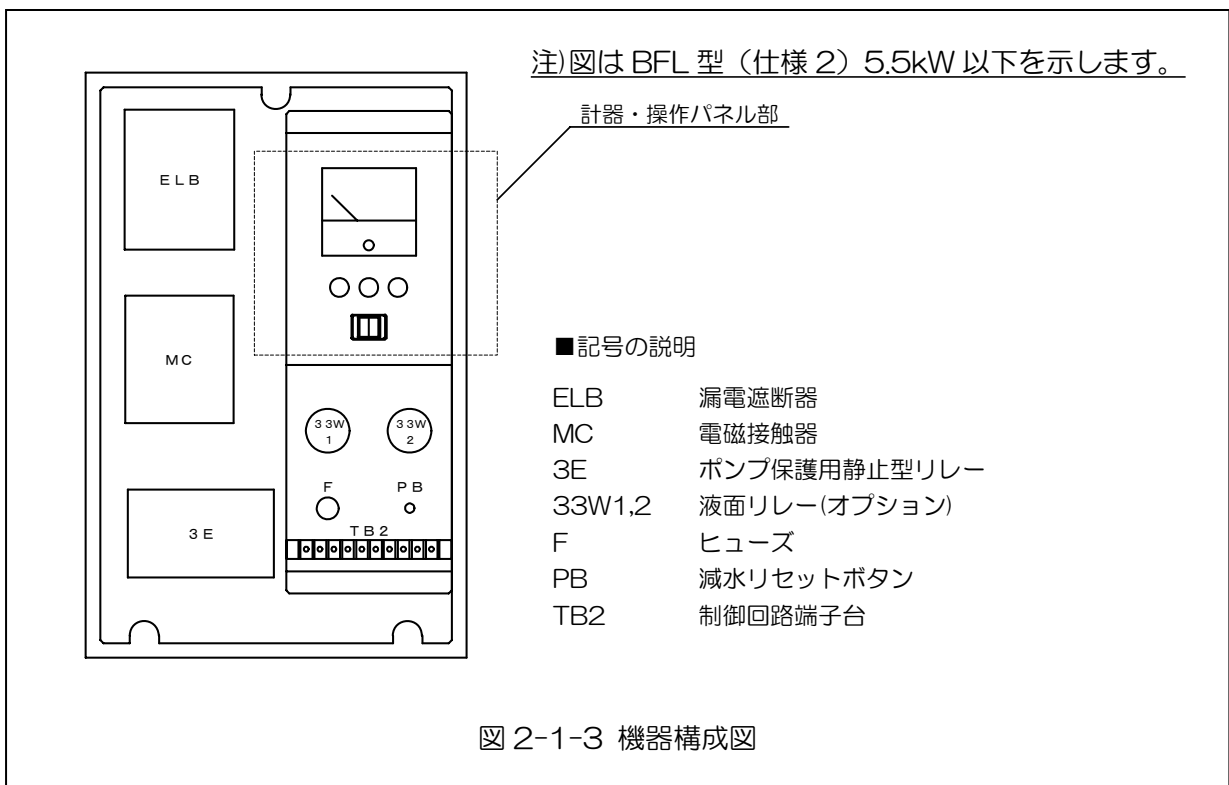 注)図は BFL 型（仕様 2）5.5kW 以下を示します。
計器・操作パネル部
ELB
MC
33W
1
33W
2
F
PB
3E
TB2
■記号の説明
ELB 漏電遮断器
MC 電磁接触器
3E ポンプ保護用静止型リレー
33W1,2 液面リレー(オプション)
F ヒューズ
PB 減水リセットボタン
TB2 制御回路端子台
図 2-1-3 機器構成図